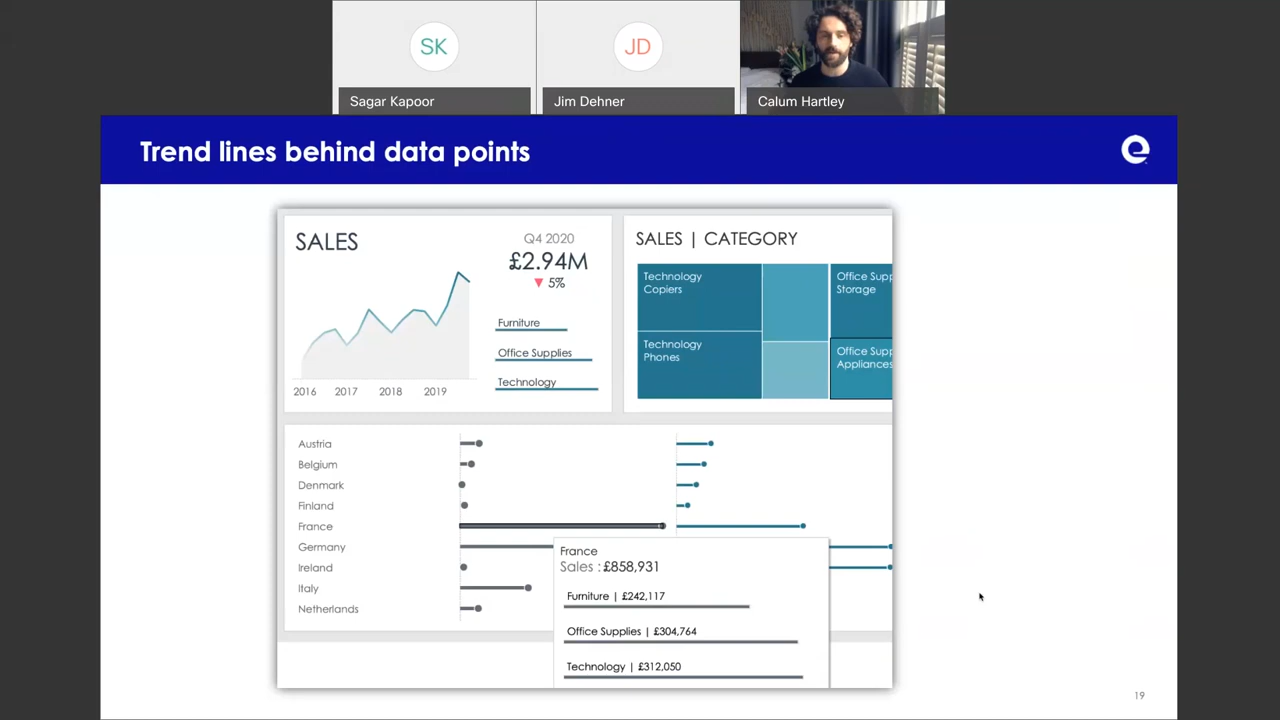 SK
JD
Sagar Kapoor
Jim Dehner
Calum Hartley
Trend lines behind data points
e
SALES
Q4 2020
£2.94M
▼ 5%
Furniture
Office Supplies
Technology
2016 2017 2018 2019
SALES | CATEGORY
Technology
Copiers
Technology
Phones
Office Supp
Storage
Office Supp
Appliances
Austria
Belgium
Denmark
Finland
France
Germany
Ireland
Italy
Netherlands
France
Sales : £858,931
Furniture | £242,117
Office Supplies | £304,764
Technology | £312,050
19